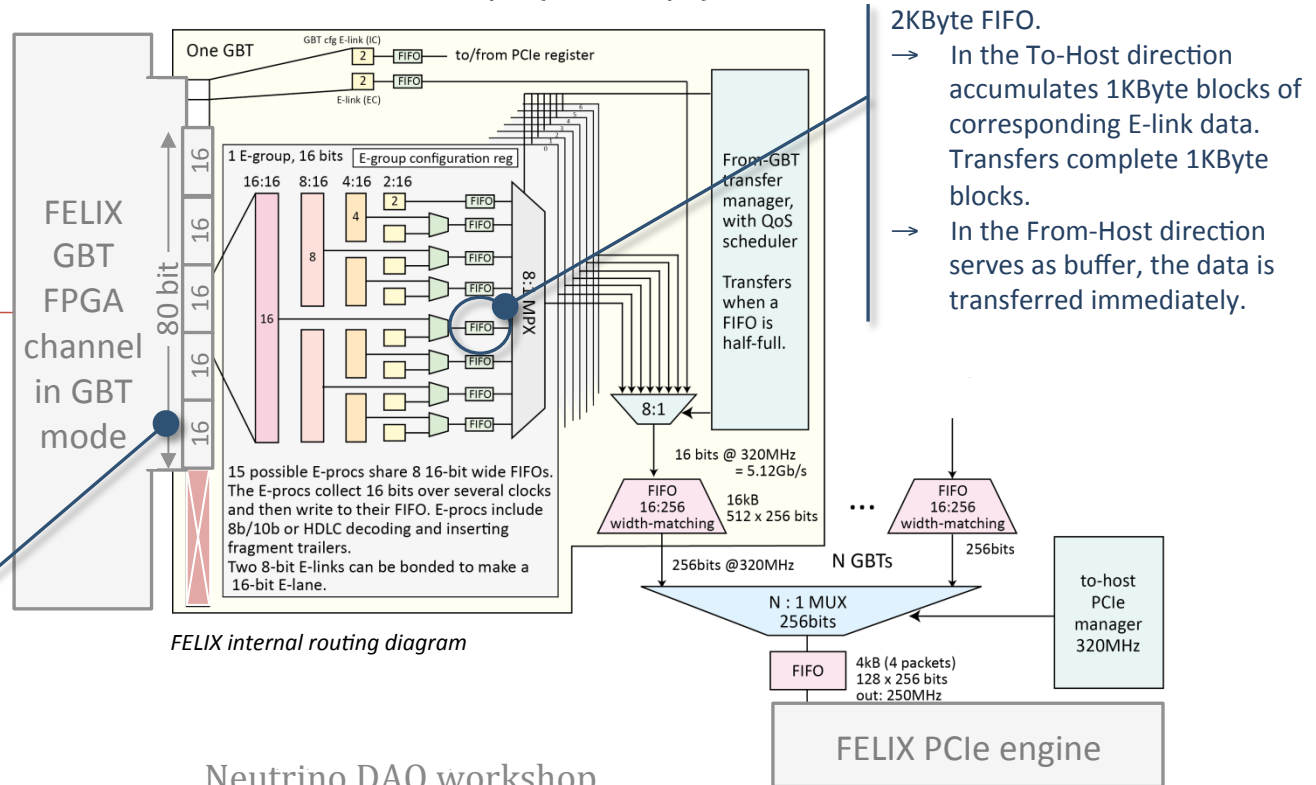 2KByte FIFO.
→ In the To-Host direction
accumulates 1KByte blocks of
corresponding E-link data.
Transfers complete 1KByte
blocks.
→ In the From-Host direction
serves as buffer, the data is
transferred immediately.
FELIX
GBT
FPGA
channel
in GBT
mode
80 bit
16
16
16
16
16
One GBT
GBT cfg E-link (IC)
2
FIFO
to/from PCIe register
2
FIFO
E-link (EC)
1 E-group, 16 bits
E-group configuration reg
16:16 8:16 4:16 2:16
16
8
4
2
FIFO
FIFO
FIFO
FIFO
FIFO
FIFO
FIFO
FIFO
8:1 MPX
6
5
4
3
2
1
0
15 possible E-procs share 8 16-bit wide FIFOs.
The E-procs collect 16 bits over several clocks
and then write to their FIFO. E-procs include
8b/10b or HDLC decoding and inserting
fragment trailers.
Two 8-bit E-links can be bonded to make a
16-bit E-lane.
From-GBT
transfer
manager,
with QoS
scheduler
Transfers
when a
FIFO is
half-full.
8:1
16 bits @ 320MHz
= 5.12Gb/s
FIFO
16:256
width-matching
16kB
512 x 256 bits
...
FIFO
16:256
width-matching
256bits @320MHz
N GBTs
256bits
N : 1 MUX
256bits
to-host
PCIe
manager
320MHz
FIFO
4kB (4 packets)
128 x 256 bits
out: 250MHz
FELIX PCIe engine
FELIX internal routing diagram
Neutrino DAQ workshop